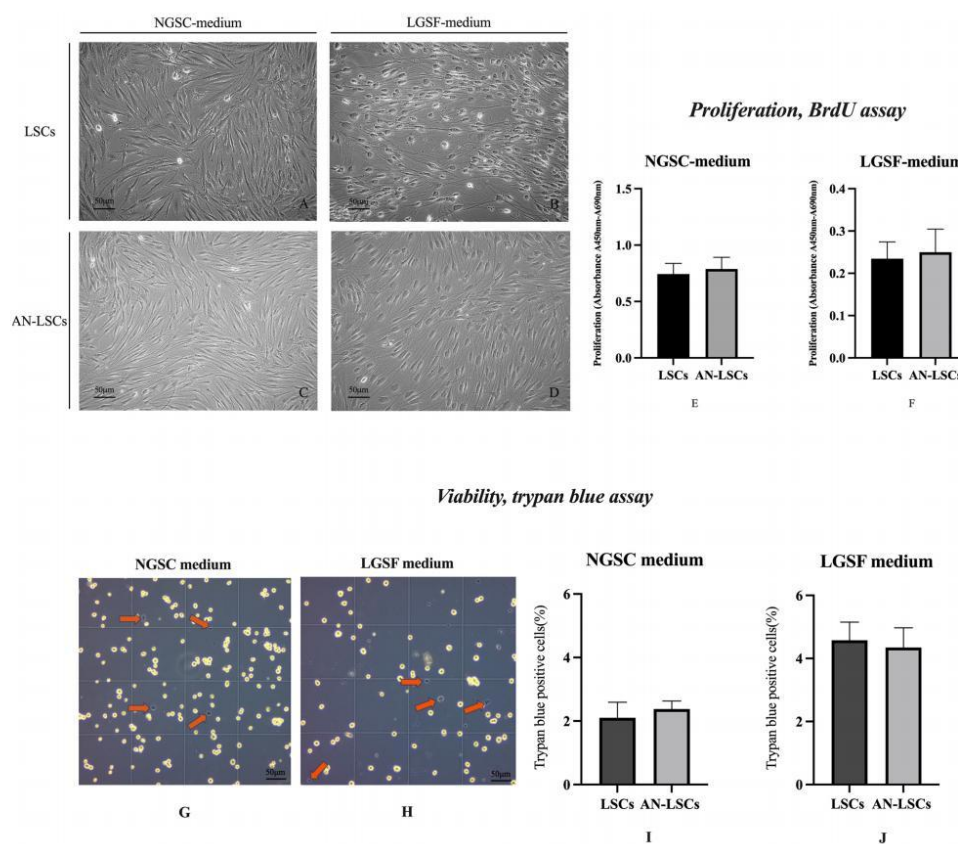 NGSC-medium
LGSF-medium
LSCs
AN-LSCs
50μm
A
50μm
B
50μm
C
50μm
D
Proliferation, BrdU assay
NGSC-medium
Proliferation (Absorbance A450nm-A690nm)
1.5
1.0
0.5
0.0
LSCs
AN-LSCs
E
LGSF-medium
Proliferation (Absorbance A450nm-A690nm)
0.4
0.3
0.2
0.1
0.0
LSCs
AN-LSCs
F
Viability, trypan blue assay
NGSC medium
50μm
G
LGSF medium
50μm
H
NGSC medium
Trypan blue positive cells(%)
6
4
2
0
LSCs
AN-LSCs
I
LGSF medium
Trypan blue positive cells(%)
6
4
2
0
LSCs
AN-LSCs
J